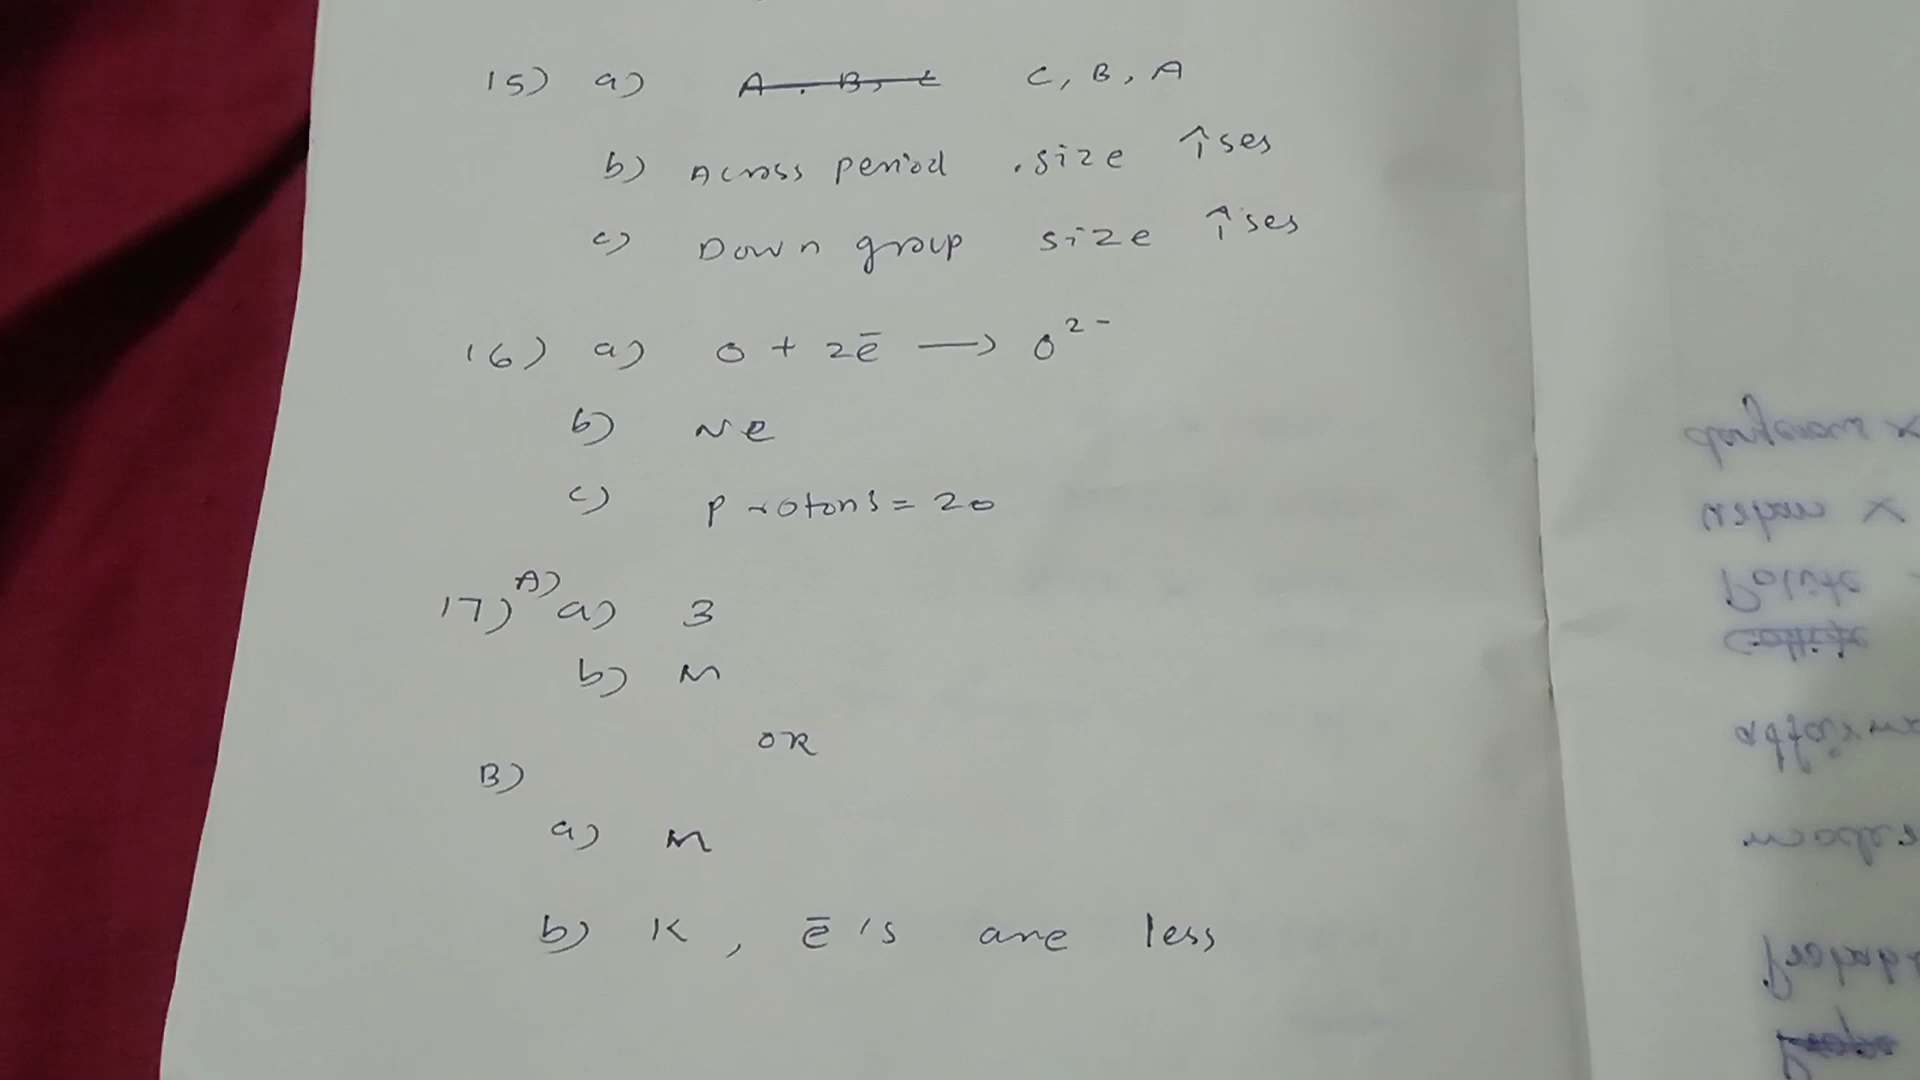 15) a) A, B, C C, B, A
b) Across period . size ↑ses
c) Down group size ↑ses
16) a) O + 2ē → O²⁻
b) Ne
c) Protons = 20
17) A) a) 3
b) M
OR
B)
a) M
b) K, ē's are less